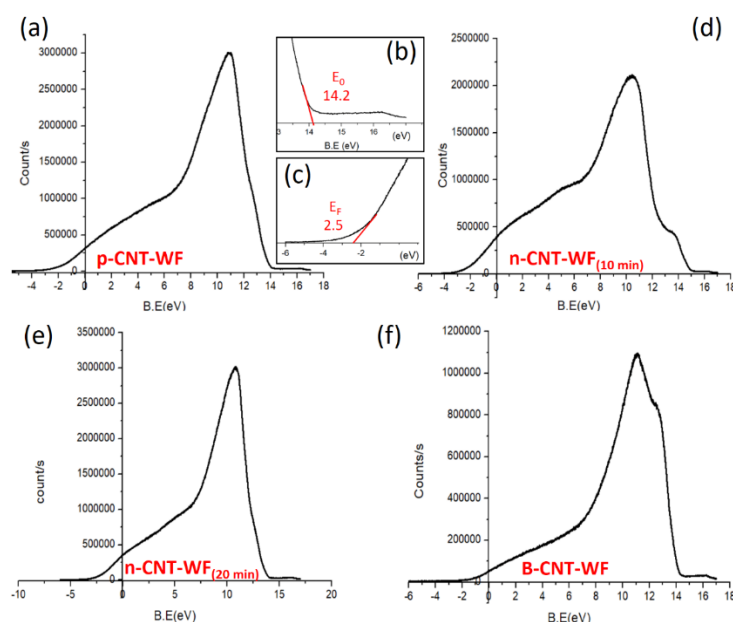 (a)
3000000
2500000
2000000
1500000
1000000
500000
0
Count/s
-4 -2 0 2 4 6 8 10 12 14 16 18
B.E(eV)
p-CNT-WF
(b)
E0
14.2
14 15 16
(eV)
B.E (eV)
(c)
EF
2.5
-6 -4 -2
(eV)
(d)
2500000
2000000
1500000
1000000
500000
0
Count/s
-6 -4 -2 0 2 4 6 8 10 12 14 16 18
B.E(eV)
n-CNT-WF(10 min)
(e)
3500000
3000000
2500000
2000000
1500000
1000000
500000
0
count/s
-10 -5 0 5 10 15 20
B.E(eV)
n-CNT-WF(20 min)
(f)
1200000
1000000
800000
600000
400000
200000
0
Counts/s
-6 -4 -2 0 2 4 6 8 10 12 14 16 18
B.E(eV)
B-CNT-WF